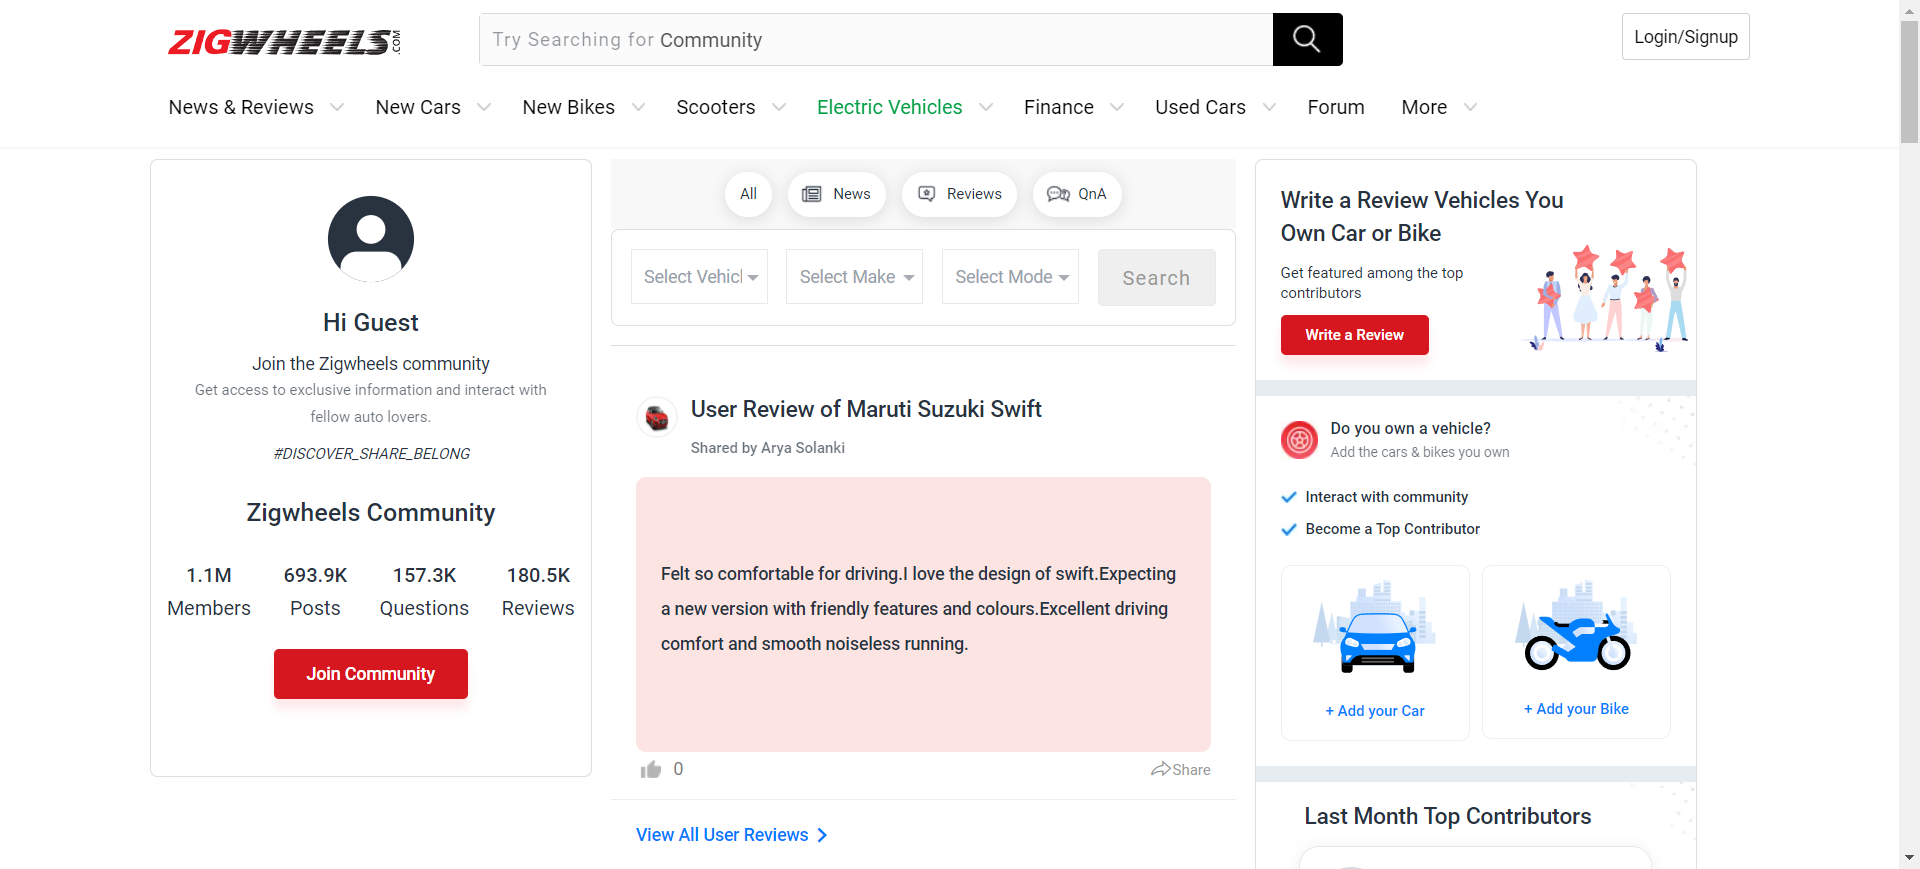 ZIGWHEELS.COM
Try Searching for Community
Login/Signup
News & Reviews
New Cars
New Bikes
Scooters
Electric Vehicles
Finance
Used Cars
Forum
More
Hi Guest
Join the Zigwheels community
Get access to exclusive information and interact with
fellow auto lovers.
#DISCOVER_SHARE_BELONG
Zigwheels Community
1.1M 693.9K 157.3K 180.5K
Members Posts Questions Reviews
Join Community
All
News
Reviews
QnA
Select Vehicl
Select Make
Select Mode
Search
User Review of Maruti Suzuki Swift
Shared by Arya Solanki
Felt so comfortable for driving.I love the design of swift.Expecting
a new version with friendly features and colours.Excellent driving
comfort and smooth noiseless running.
0
Share
View All User Reviews
Write a Review Vehicles You
Own Car or Bike
Get featured among the top
contributors
Write a Review
Do you own a vehicle?
Add the cars & bikes you own
Interact with community
Become a Top Contributor
+ Add your Car
+ Add your Bike
Last Month Top Contributors